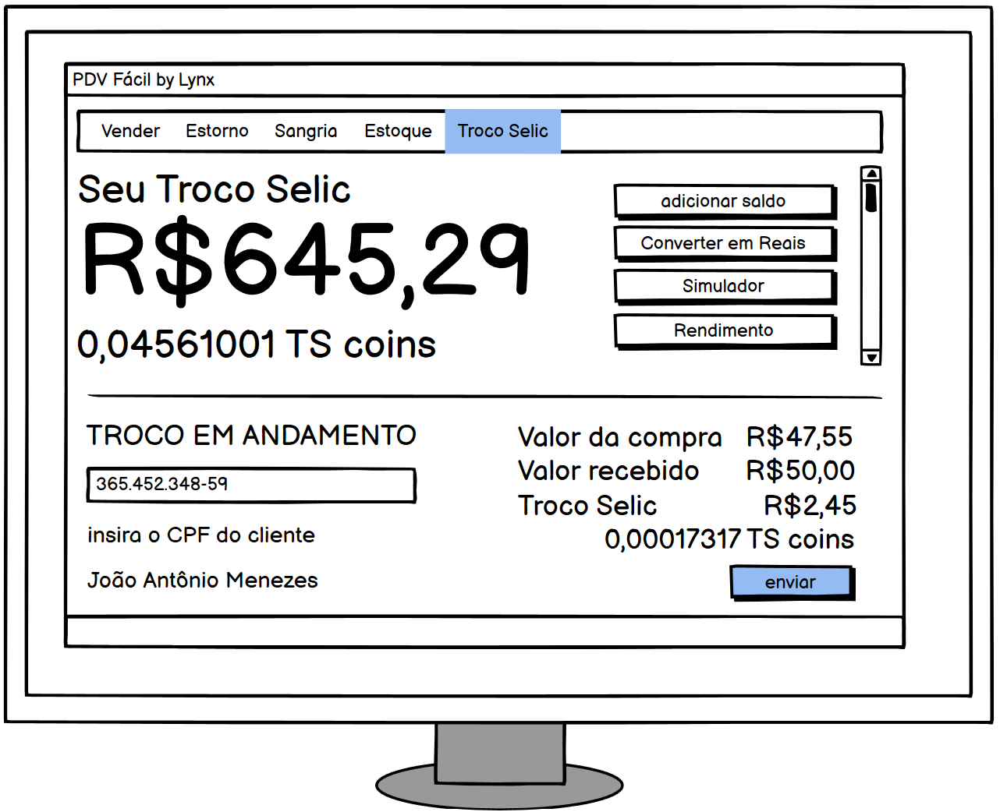 PDV Fácil by Lynx
Vender Estorno Sangria Estoque Troco Selic
Seu Troco Selic
R$645,29
0,04561001 TS coins
adicionar saldo
Converter em Reais
Simulador
Rendimento
TROCO EM ANDAMENTO
365.452.348-59
insira o CPF do cliente
João Antônio Menezes
Valor da compra R$47,55
Valor recebido R$50,00
Troco Selic R$2,45
0,00017317 TS coins
enviar